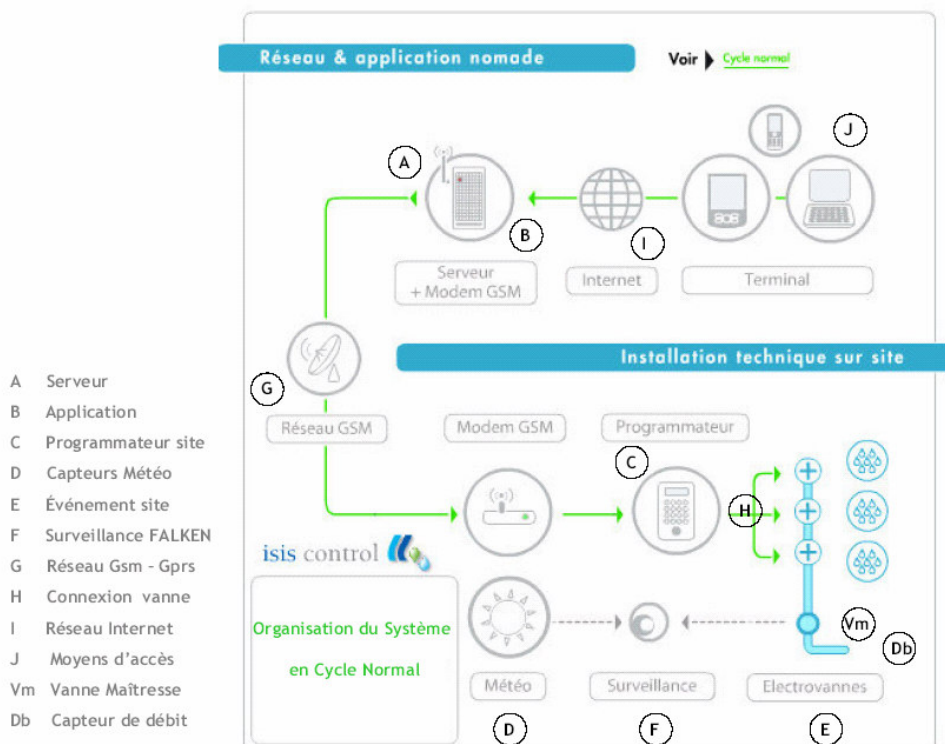 Réseau & application nomade
Voir Cycle normal
J
A
B
I
Serveur
+ Modem GSM
Internet
Terminal
Installation technique sur site
G
Réseau GSM
Modem GSM
Programmateur
C
H
A Serveur
B Application
C Programmateur site
D Capteurs Météo
E Événement site
F Surveillance FALKEN
G Réseau Gsm - Gprs
H Connexion vanne
I Réseau Internet
J Moyens d'accès
Vm Vanne Maîtresse
Db Capteur de débit
isis control
Organisation du Système
en Cycle Normal
Vm
Db
Météo
Surveillance
Electrovannes
D
F
E